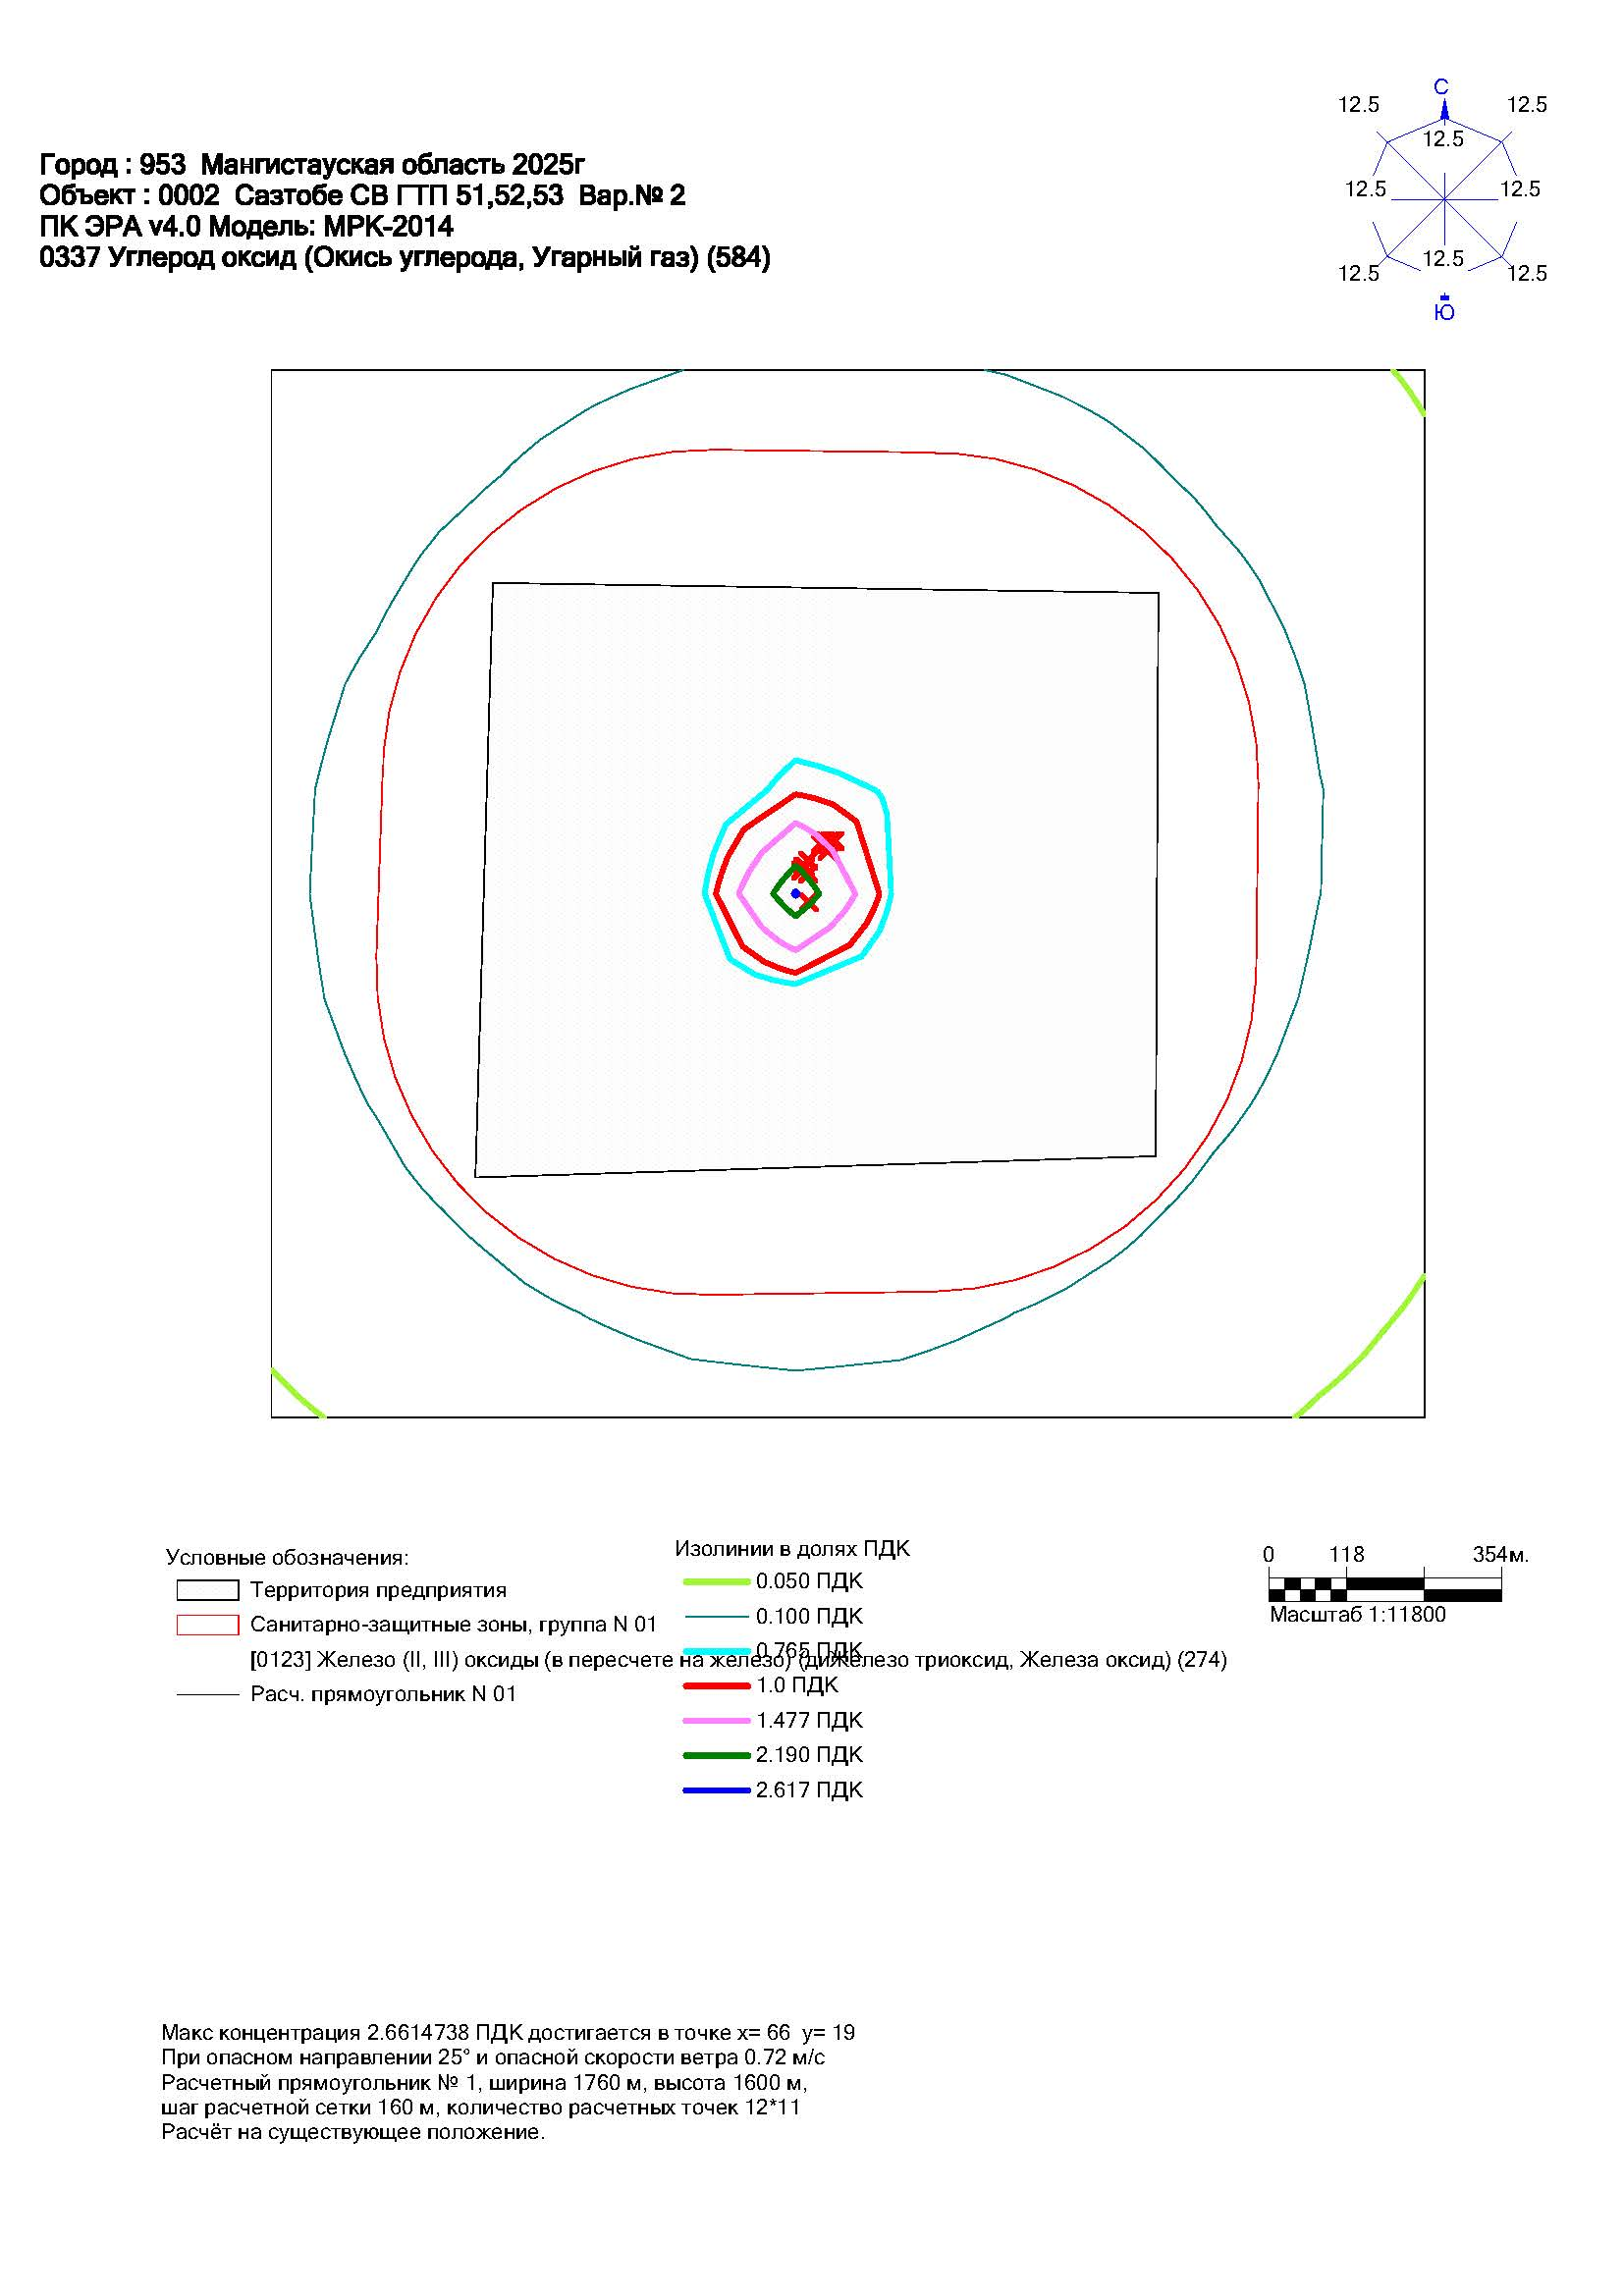 С
12.5
12.5
12.5
12.5
12.5
12.5
12.5
12.5
Ю
Город : 953 Мангистауская область 2025г
Объект : 0002 Сазтобе СВ ГТП 51,52,53 Вар.№ 2
ПК ЭРА v4.0 Модель: МРК-2014
0337 Углерод оксид (Окись углерода, Угарный газ) (584)
Условные обозначения:
Территория предприятия
Санитарно-защитные зоны, группа N 01
[0123] Железо (II, III) оксиды (в пересчете на железо) (диЖелезо триоксид, Железа оксид) (274)
Расч. прямоугольник N 01
Изолинии в долях ПДК
0.050 ПДК
0.100 ПДК
0.765 ПДК
1.0 ПДК
1.477 ПДК
2.190 ПДК
2.617 ПДК
0 118 354м.
Масштаб 1:11800
Макс концентрация 2.6614738 ПДК достигается в точке x= 66 y= 19
При опасном направлении 25° и опасной скорости ветра 0.72 м/с
Расчетный прямоугольник № 1, ширина 1760 м, высота 1600 м,
шаг расчетной сетки 160 м, количество расчетных точек 12*11
Расчёт на существующее положение.